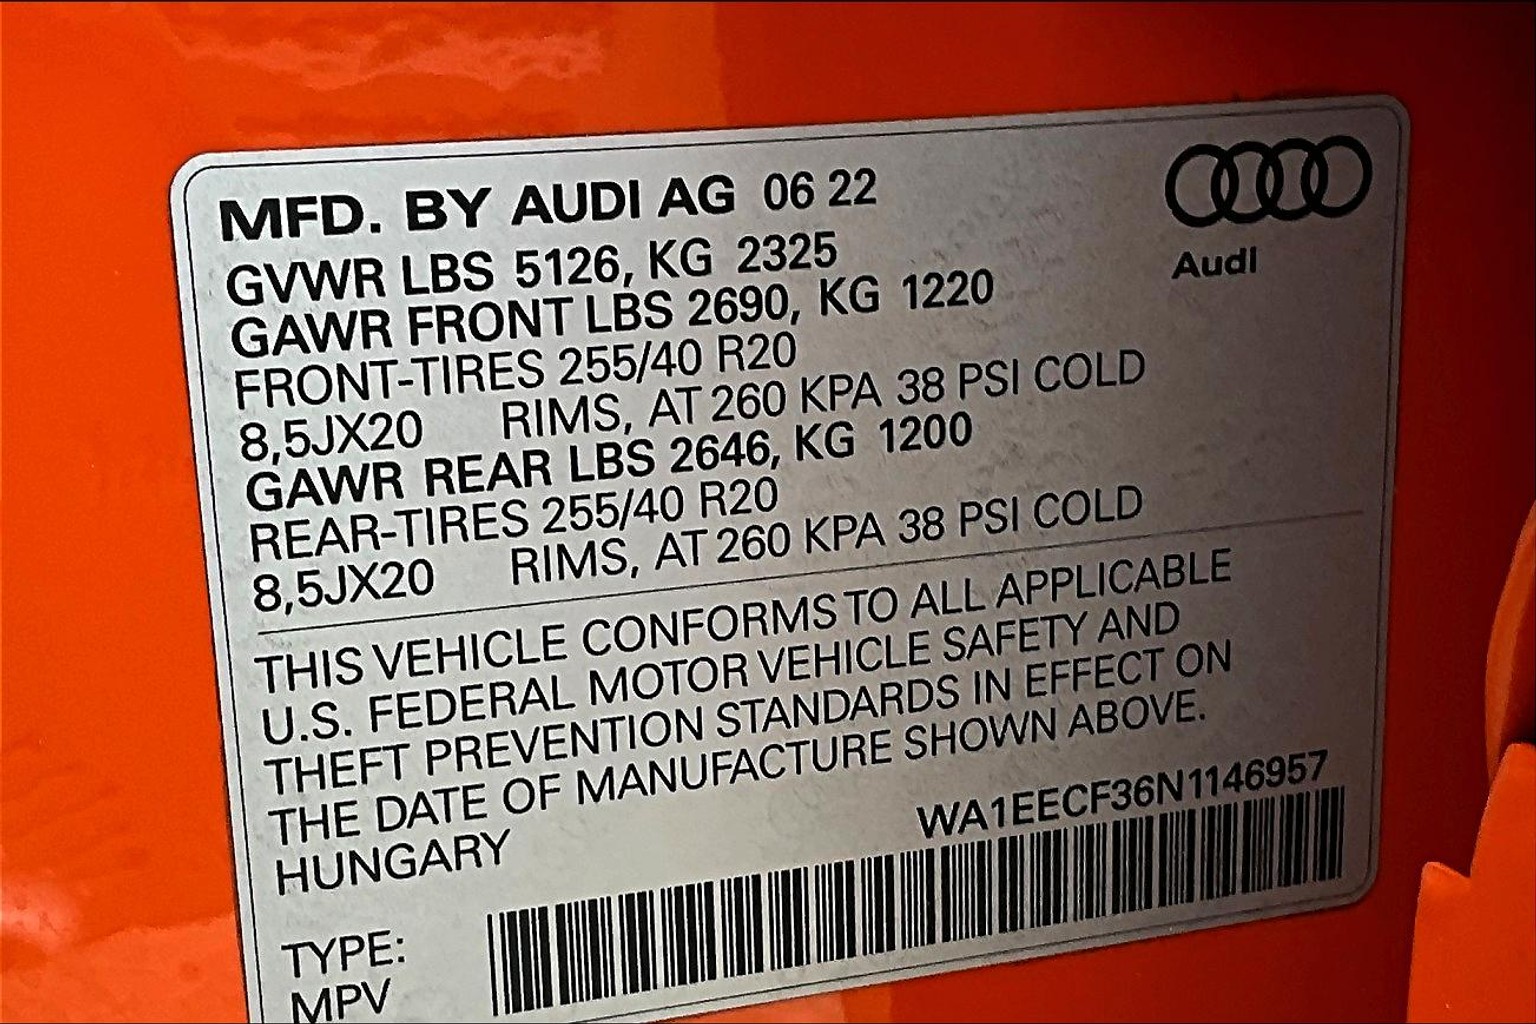 MFD. BY AUDI AG 06 22
Audi
GVWR LBS 5126, KG 2325
GAWR FRONT LBS 2690, KG 1220
FRONT-TIRES 255/40 R20
8,5JX20 RIMS, AT 260 KPA 38 PSI COLD
GAWR REAR LBS 2646, KG 1200
REAR-TIRES 255/40 R20
8,5JX20 RIMS, AT 260 KPA 38 PSI COLD
THIS VEHICLE CONFORMS TO ALL APPLICABLE
U.S. FEDERAL MOTOR VEHICLE SAFETY AND
THEFT PREVENTION STANDARDS IN EFFECT ON
THE DATE OF MANUFACTURE SHOWN ABOVE.
HUNGARY
WA1EECF36N1146957
TYPE:
MPV